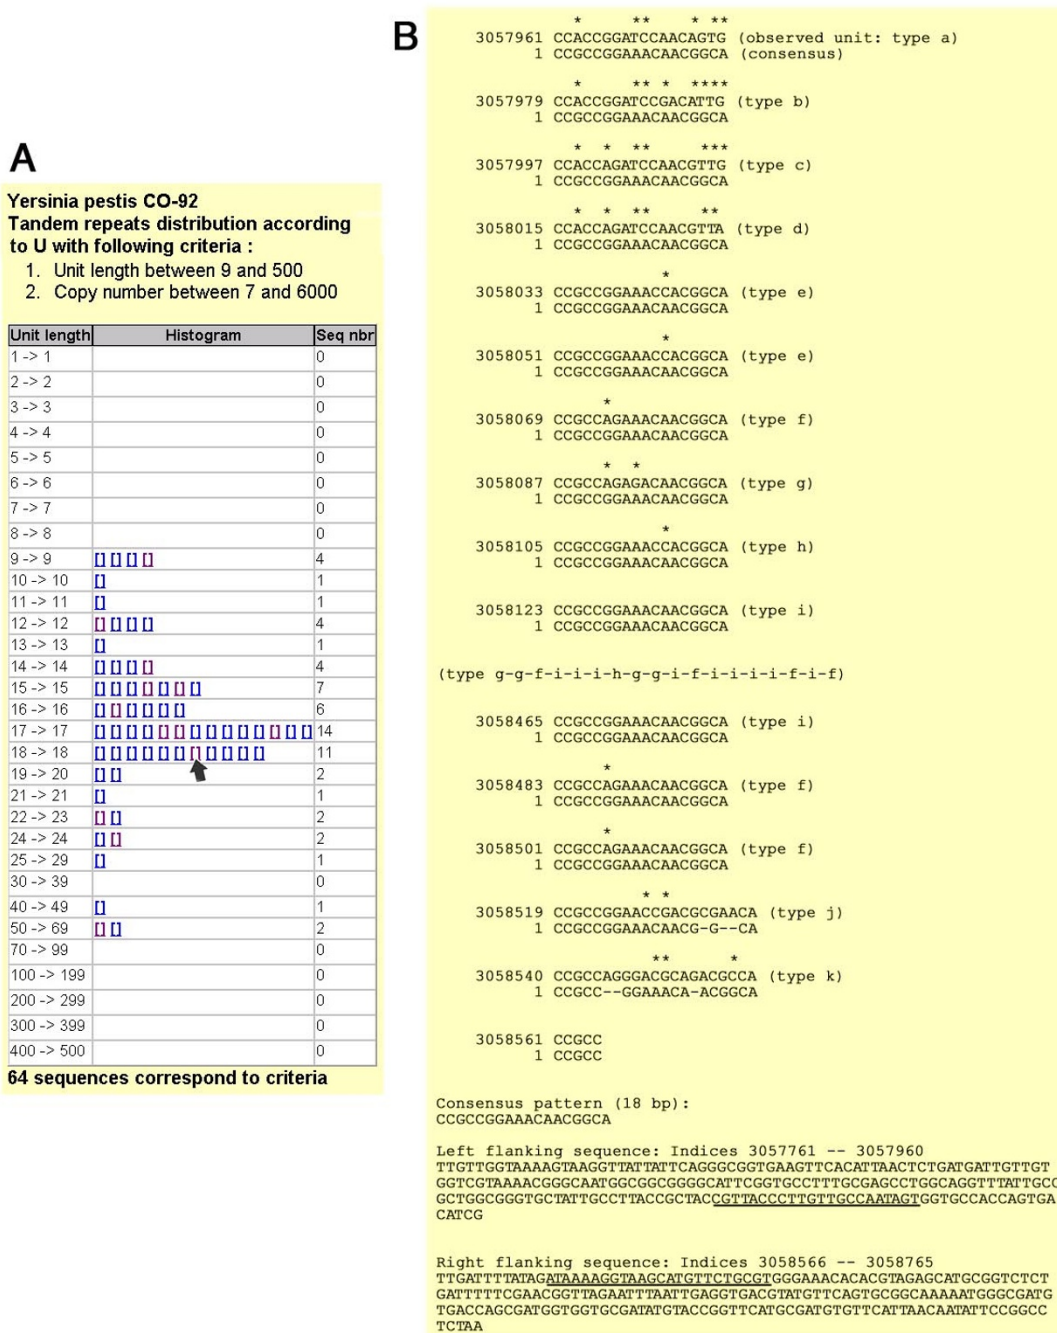 A
Yersinia pestis CO-92
Tandem repeats distribution according
to U with following criteria :
1. Unit length between 9 and 500
2. Copy number between 7 and 6000
Unit length Histogram Seq nbr
1 -> 1 0
2 -> 2 0
3 -> 3 0
4 -> 4 0
5 -> 5 0
6 -> 6 0
7 -> 7 0
8 -> 8 0
9 -> 9 [] [] [] [] 4
10 -> 10 [] 1
11 -> 11 [] 1
12 -> 12 [] [] [] [] 4
13 -> 13 [] 1
14 -> 14 [] [] [] [] 4
15 -> 15 [] [] [] [] [] [] [] 7
16 -> 16 [] [] [] [] [] [] 6
17 -> 17 [] [] [] [] [] [] [] [] [] [] [] [] [] [] 14
18 -> 18 [] [] [] [] [] [] [] [] [] [] [] 11
19 -> 20 [] [] 2
21 -> 21 [] 1
22 -> 23 [] [] 2
24 -> 24 [] [] 2
25 -> 29 [] 1
30 -> 39 0
40 -> 49 [] 1
50 -> 69 [] [] 2
70 -> 99 0
100 -> 199 0
200 -> 299 0
300 -> 399 0
400 -> 500 0
64 sequences correspond to criteria
B
* ** * **
3057961 CCACCGGATCCAACAGTG (observed unit: type a)
1 CCGCCGGAAACAACGGCA (consensus)
* ** * ****
3057979 CCACCGGATCCGACATTG (type b)
1 CCGCCGGAAACAACGGCA
* * ** ***
3057997 CCACCAGATCCAACGTTG (type c)
1 CCGCCGGAAACAACGGCA
* * ** **
3058015 CCACCAGATCCAACGTTA (type d)
1 CCGCCGGAAACAACGGCA
*
3058033 CCGCCGGAAACCACGGCA (type e)
1 CCGCCGGAAACAACGGCA
*
3058051 CCGCCGGAAACCACGGCA (type e)
1 CCGCCGGAAACAACGGCA
*
3058069 CCGCCAGAAACAACGGCA (type f)
1 CCGCCGGAAACAACGGCA
* *
3058087 CCGCCAGAGACAACGGCA (type g)
1 CCGCCGGAAACAACGGCA
*
3058105 CCGCCGGAAACCACGGCA (type h)
1 CCGCCGGAAACAACGGCA
3058123 CCGCCGGAAACAACGGCA (type i)
1 CCGCCGGAAACAACGGCA
(type g-g-f-i-i-i-h-g-g-i-f-i-i-i-i-f-i-f)
3058465 CCGCCGGAAACAACGGCA (type i)
1 CCGCCGGAAACAACGGCA
*
3058483 CCGCCAGAAACAACGGCA (type f)
1 CCGCCGGAAACAACGGCA
*
3058501 CCGCCAGAAACAACGGCA (type f)
1 CCGCCGGAAACAACGGCA
* *
3058519 CCGCCGGAACCGACGCGAACA (type j)
1 CCGCCGGAAACAACG-G--CA
** *
3058540 CCGCCAGGGACGCAGACGCCA (type k)
1 CCGCC--GGAAACA-ACGGCA
3058561 CCGCC
1 CCGCC
Consensus pattern (18 bp):
CCGCCGGAAACAACGGCA
Left flanking sequence: Indices 3057761 -- 3057960
TTGTTGGTAAAAGTAAGGTTATTATTCAGGGCGGTGAAGTTCACATTAACTCTGATGATTGTTGT
GGTCGTAAAACGGGCAATGGCGGCGGGGCATTCGGTGCCTTTGCGAGCCTGGCAGGTTTATTGCC
GCTGGCGGGTGCTATTGCCTTACCGCTACCGTTACCCTTGTTGCCAATAGTGGTGCCACCAGTGA
CATCG
Right flanking sequence: Indices 3058566 -- 3058765
TTGATTTTATAGATAAAAGGTAAGCATGTTCTGCGTGGGAAACACACGTAGAGCATGCGGTCTCT
GATTTTTCGAACGGTTAGAATTTAATTGAGGTGACGTATGTTCAGTGCGGCAAAAATGGGCGATG
TGACCAGCGATGGTGGTGCGATATGTACCGGTTCATGCGATGTGTTCATTAACAATATTCCGGCC
TCTAA